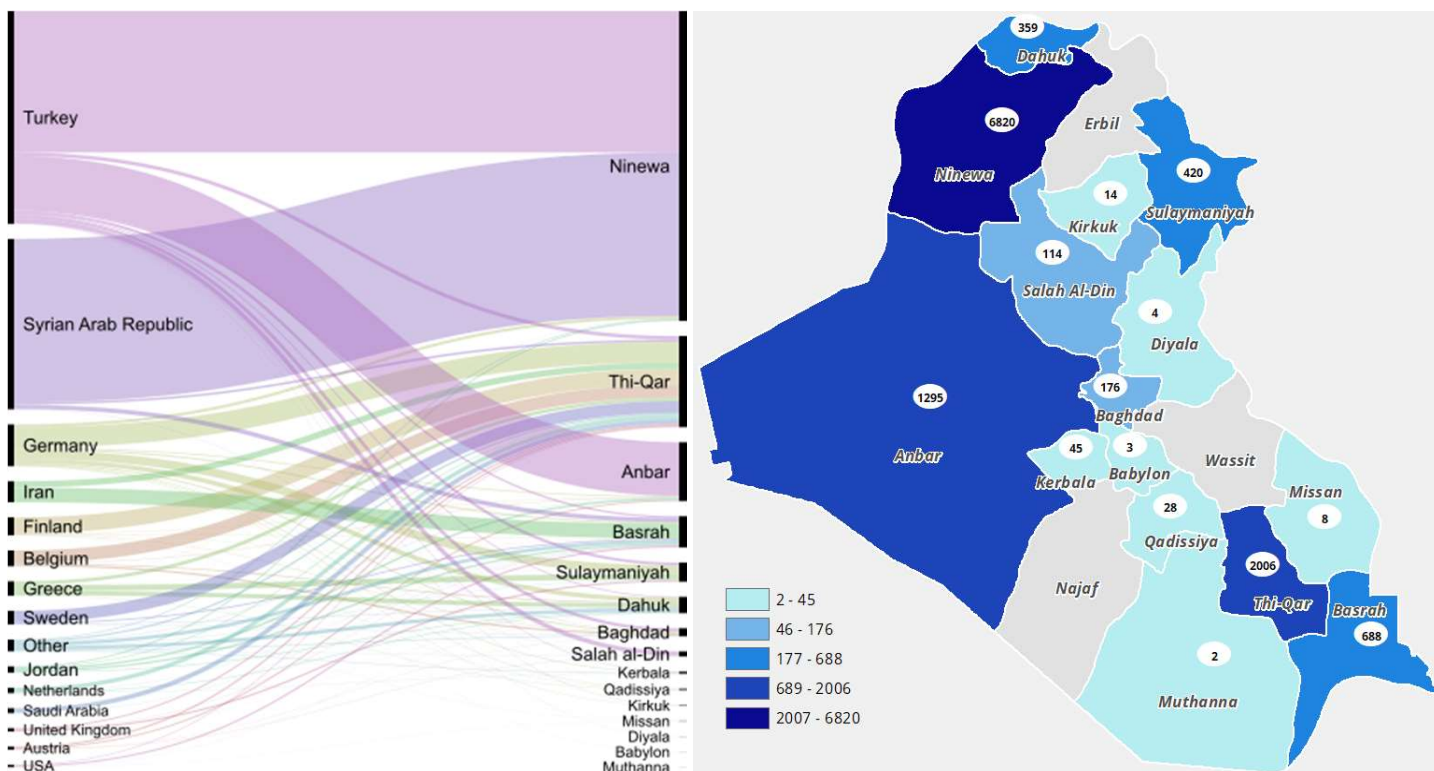 Turkey
Syrian Arab Republic
Germany
Iran
Finland
Belgium
Greece
Sweden
Other
Jordan
Netherlands
Saudi Arabia
United Kingdom
Austria
USA
Ninewa
Thi-Qar
Anbar
Basrah
Sulaymaniyah
Dahuk
Baghdad
Salah al-Din
Kerbala
Qadissiya
Kirkuk
Missan
Diyala
Babylon
Muthanna
359
Dahuk
6820
Ninewa
Erbil
420
Sulaymaniyah
14
Kirkuk
114
Salah Al-Din
4
Diyala
1295
Anbar
176
Baghdad
45
Kerbala
3
Babylon
Wassit
28
Qadissiya
Missan
8
Najaf
2006
Thi-Qar
Basrah
688
2
Muthanna
2 - 45
46 - 176
177 - 688
689 - 2006
2007 - 6820